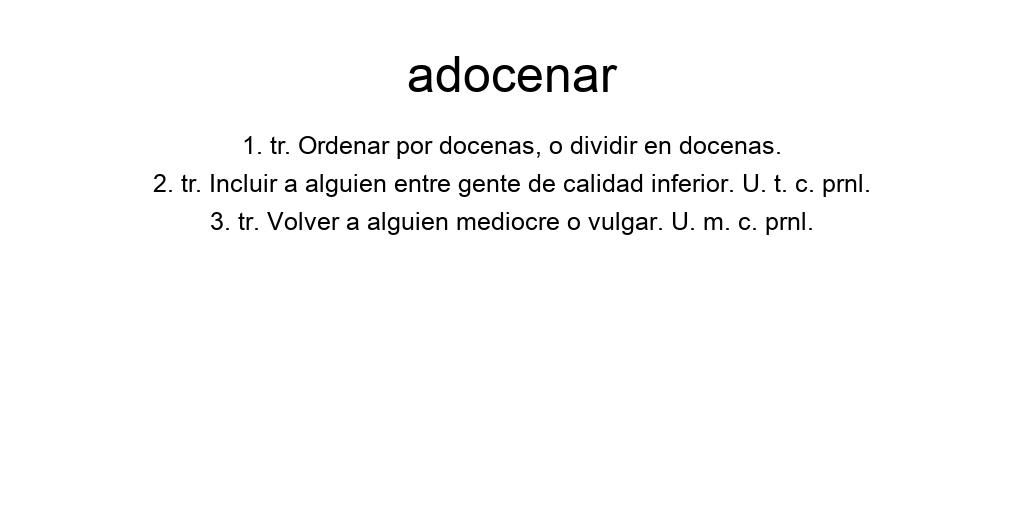 adocenar
1. tr. Ordenar por docenas, o dividir en docenas.
2. tr. Incluir a alguien entre gente de calidad inferior. U. t. c. prnl.
3. tr. Volver a alguien mediocre o vulgar. U. m. c. prnl.